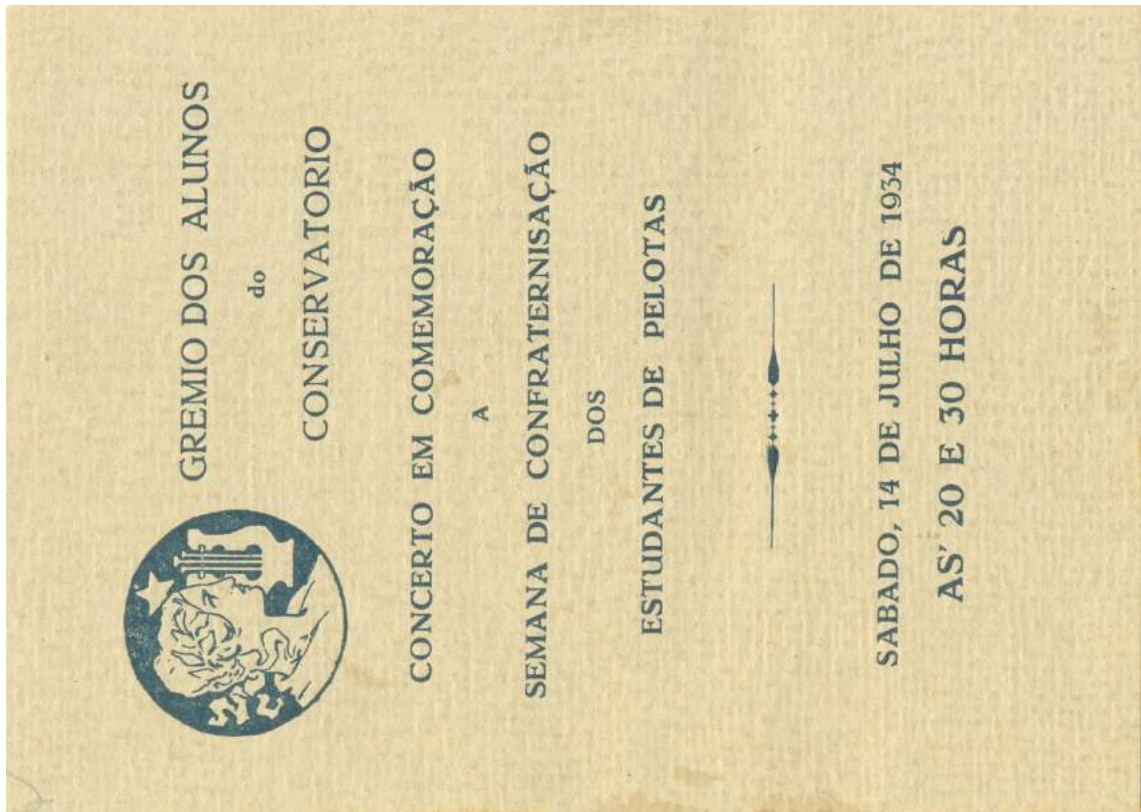 GREMIO DOS ALUNOS
do
CONSERVATORIO
CONCERTO EM COMEMORAÇÃO
A
SEMANA DE CONFRATERNISAÇÃO
DOS
ESTUDANTES DE PELOTAS
SABADO, 14 DE JULHO DE 1934
AS' 20 E 30 HORAS